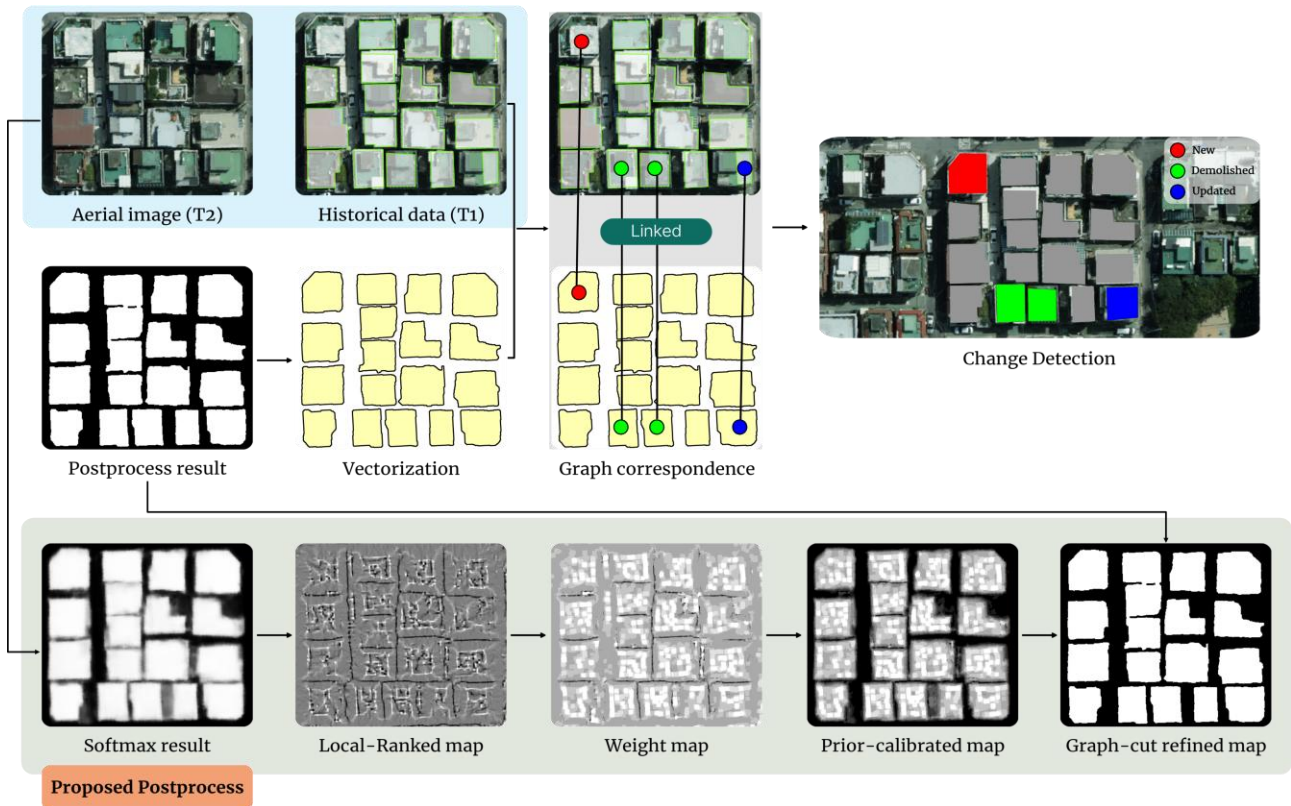 Aerial image (T2)
Historical data (T1)
Linked
New
Demolished
Updated
Change Detection
Postprocess result
Vectorization
Graph correspondence
Softmax result
Local-Ranked map
Weight map
Prior-calibrated map
Graph-cut refined map
Proposed Postprocess